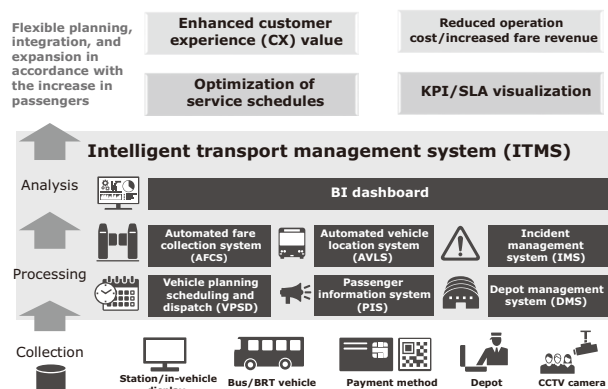 Flexible planning,
integration, and
expansion in
accordance with
the increase in
passengers
Enhanced customer
experience (CX) value
Reduced operation
cost/increased fare revenue
Optimization of
service schedules
KPI/SLA visualization
Intelligent transport management system (ITMS)
Analysis
BI dashboard
Processing
Automated fare
collection system
(AFCS)
Automated vehicle
location system
(AVLS)
Incident
management
system (IMS)
Vehicle planning
scheduling and
dispatch (VPSD)
Passenger
information system
(PIS)
Depot management
system (DMS)
Collection
Station/in-vehicle
display
Bus/BRT vehicle
Payment method
Depot
CCTV camera